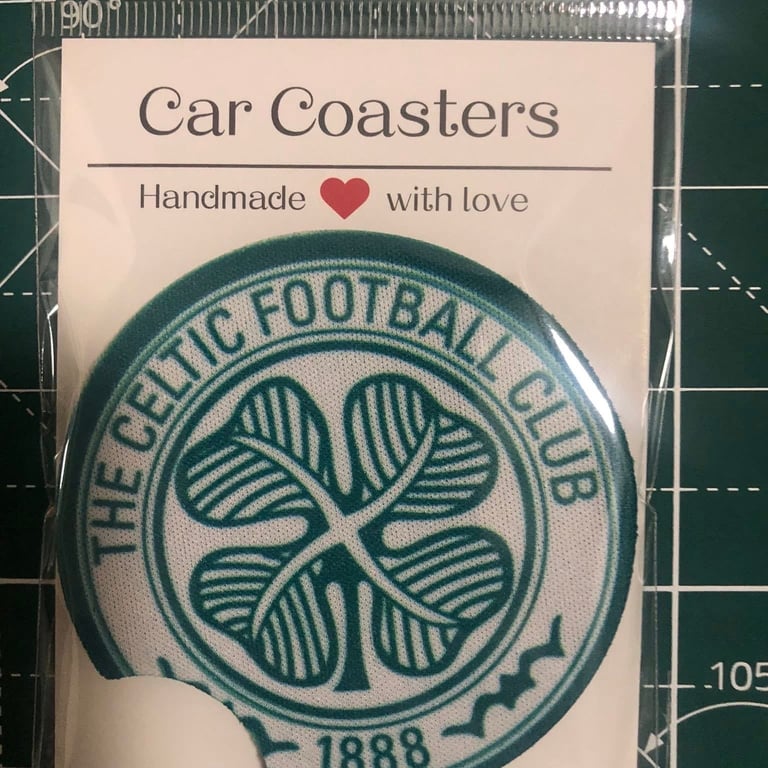 90°
Car Coasters
Handmade with love
THE CELTIC FOOTBALL CLUB
1888
105